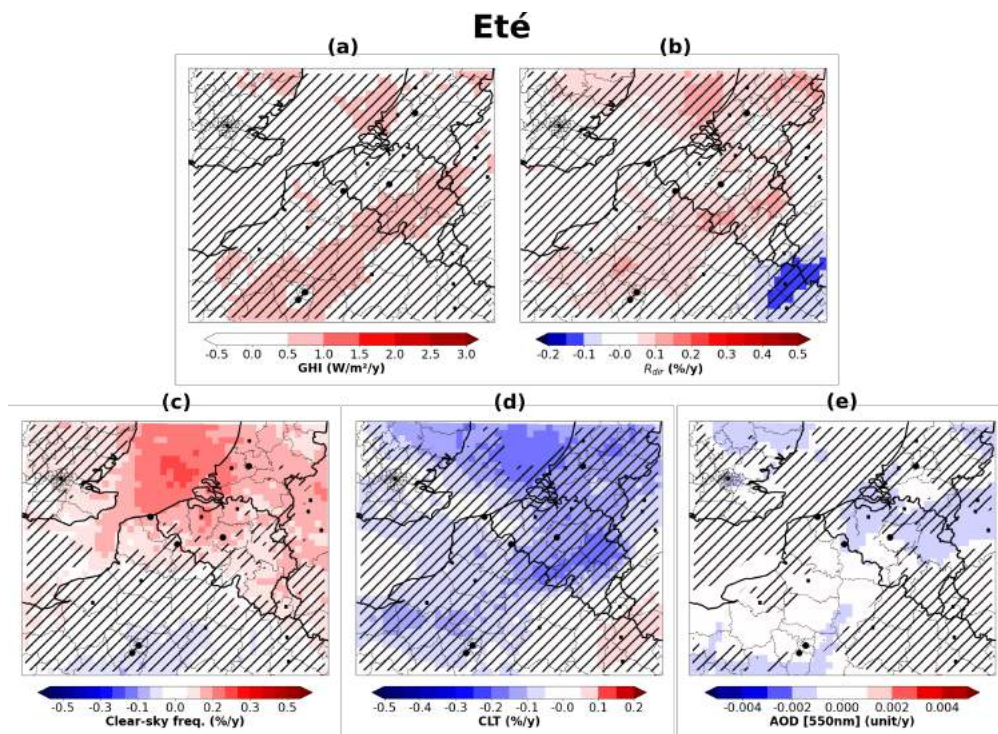 Eté
(a) (b)
-0.5 0.0 0.5 1.0 1.5 2.0 2.5 3.0
GHI (W/m²/y)
-0.2 -0.1 -0.0 0.1 0.2 0.3 0.4 0.5
R_dir (%/y)
(c) (d) (e)
-0.5 -0.3 -0.1 0.0 0.2 0.3 0.5
Clear-sky freq. (%/y)
-0.5 -0.4 -0.3 -0.2 -0.1 0.0 0.1 0.2
CLT (%/y)
-0.004 -0.002 0.000 0.002 0.004
AOD [550nm] (unit/y)